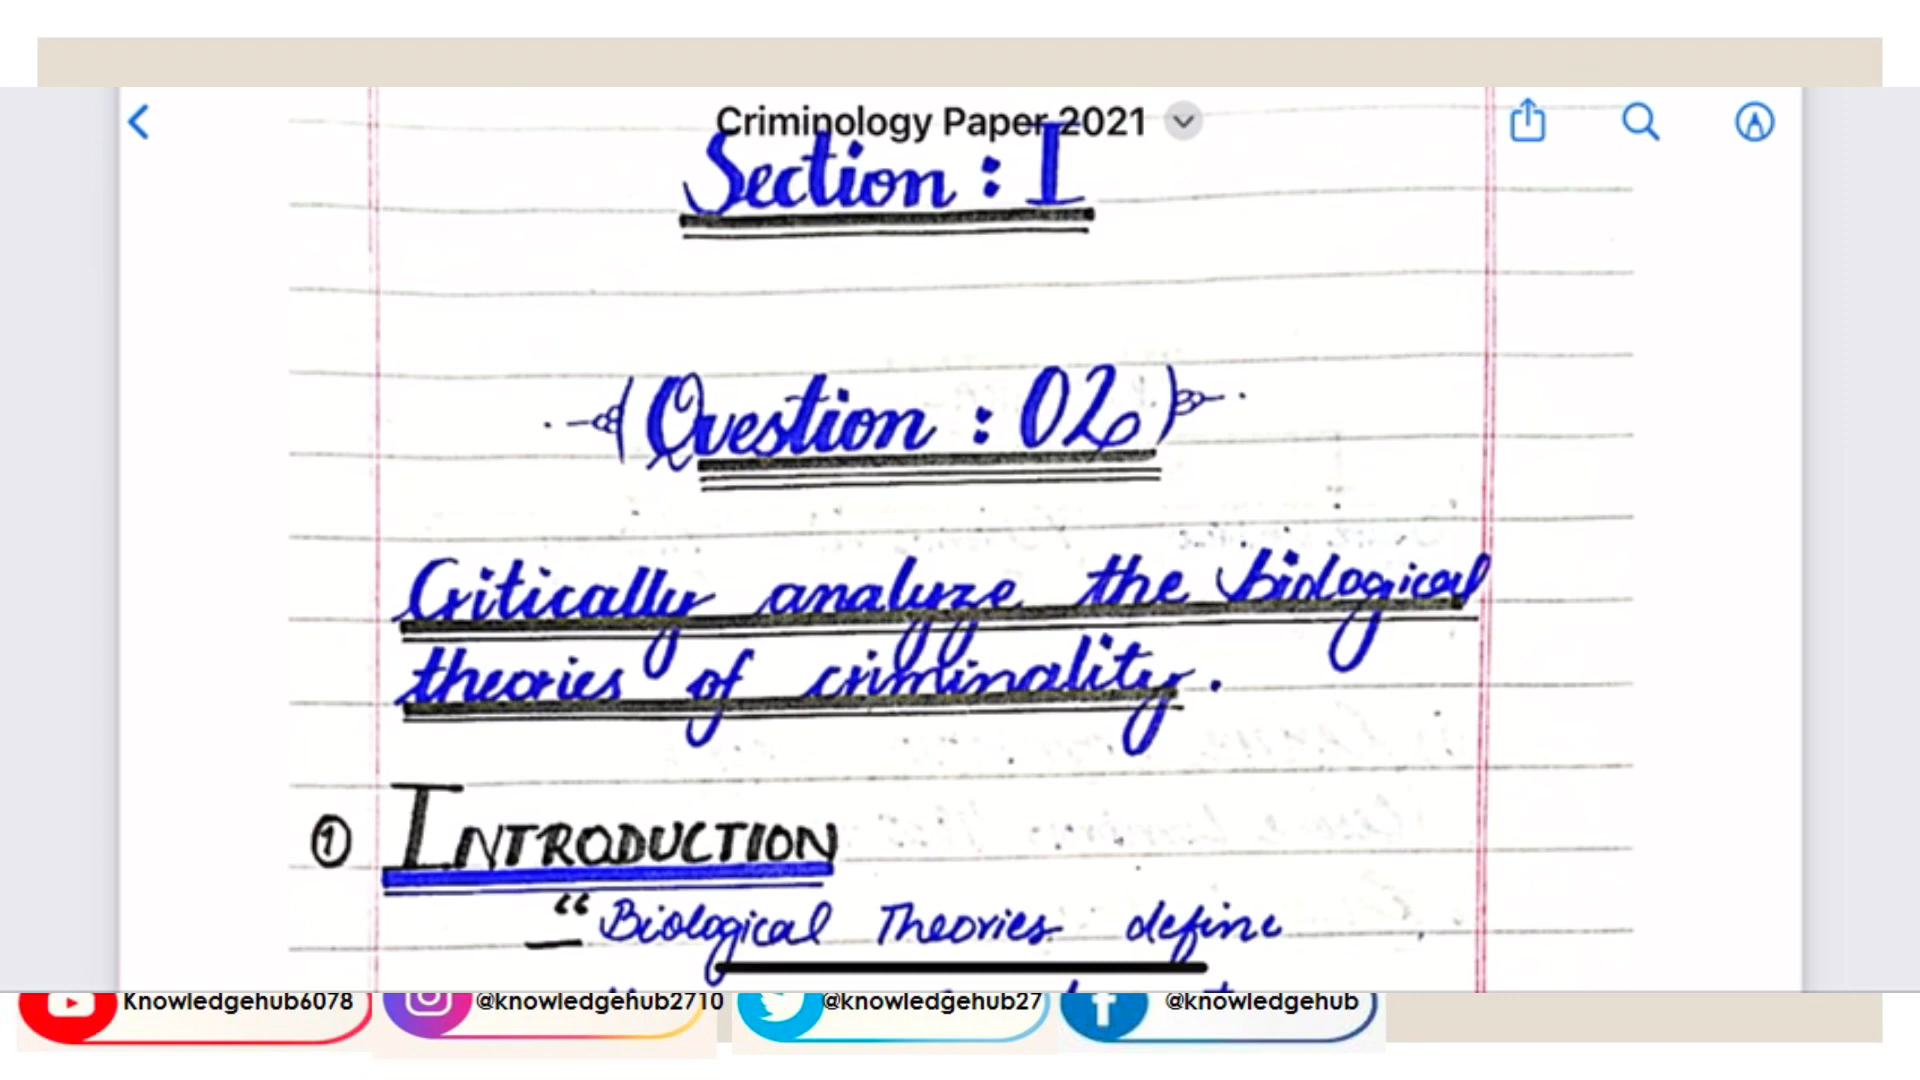 Criminology Paper 2021
Section : I
(Question : 02)
Critically analyze the biological
theories of criminality.
① INTRODUCTION
“ Biological Theories define
Knowledgehub6078
@knowledgehub2710
@knowledgehub27
@knowledgehub